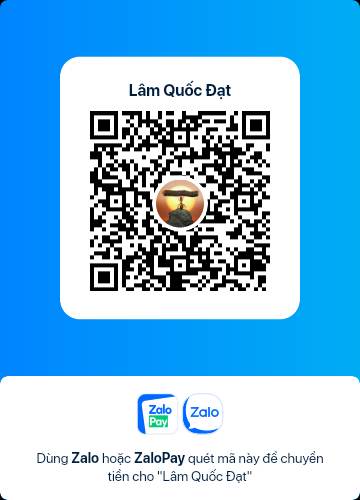 Lâm Quốc Đạt
Zalo
Pay
Zalo
Dùng Zalo hoặc ZaloPay quét mã này để chuyển
tiền cho "Lâm Quốc Đạt"